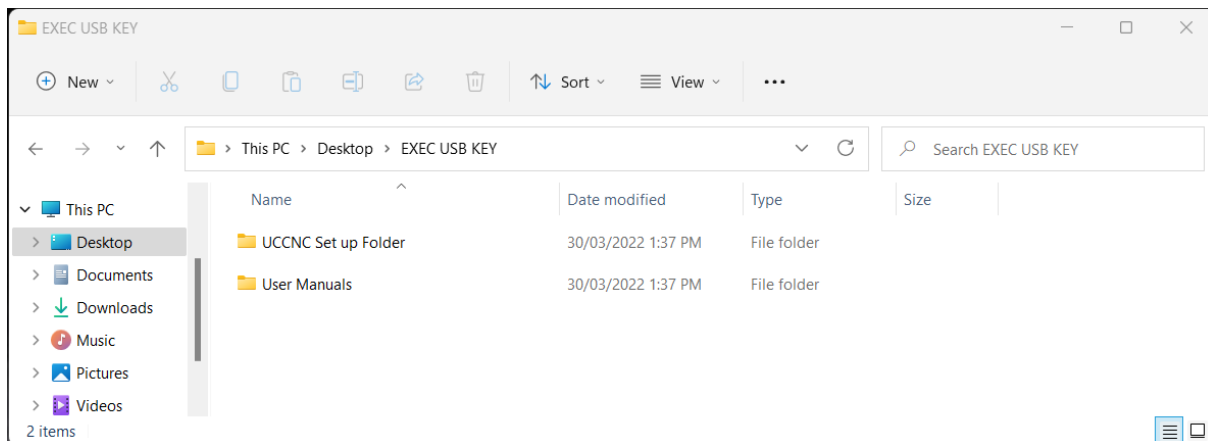 EXEC USB KEY
New Sort View
This PC Desktop EXEC USB KEY Search EXEC USB KEY
This PC
Desktop
Documents
Downloads
Music
Pictures
Videos
Name Date modified Type Size
UCCNC Set up Folder 30/03/2022 1:37 PM File folder
User Manuals 30/03/2022 1:37 PM File folder
2 items